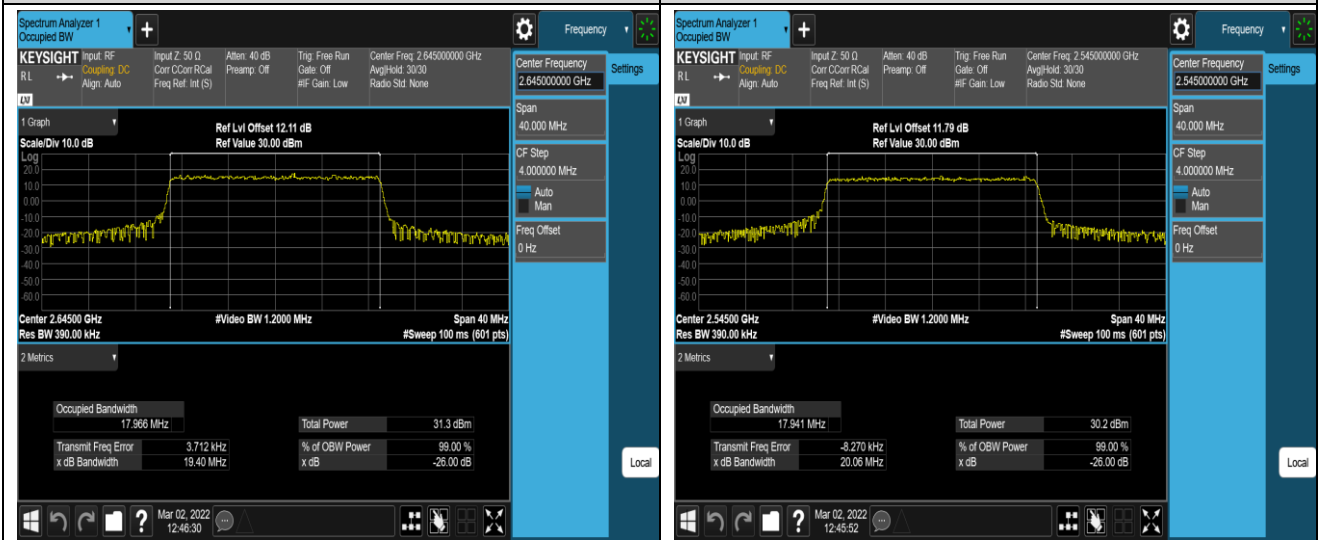 Spectrum Analyzer 1
Occupied BW
+
Frequency
KEYSIGHT
RL
LXI
Input: RF
Coupling: DC
Align: Auto
Input Z: 50 Ω
Corr CCorr RCal
Freq Ref: Int (S)
Atten: 40 dB
Preamp: Off
Trig: Free Run
Gate: Off
#IF Gain: Low
Center Freq: 2.645000000 GHz
Avg|Hold: 30/30
Radio Std: None
Center Frequency
2.645000000 GHz
Settings
Span
40.000 MHz
CF Step
4.000000 MHz
Auto
Man
Freq Offset
0 Hz
Local
1 Graph
Scale/Div 10.0 dB
Ref Lvl Offset 12.11 dB
Ref Value 30.00 dBm
Log
20.0
10.0
0.00
-10.0
-20.0
-30.0
-40.0
-50.0
-60.0
Center 2.64500 GHz
#Video BW 1.2000 MHz
Span 40 MHz
Res BW 390.00 kHz
#Sweep 100 ms (601 pts)
2 Metrics
Occupied Bandwidth
17.966 MHz
Total Power 31.3 dBm
Transmit Freq Error 3.712 kHz
% of OBW Power 99.00 %
x dB Bandwidth 19.40 MHz
x dB -26.00 dB
?
Mar 02, 2022
12:46:30
Spectrum Analyzer 1
Occupied BW
+
Frequency
KEYSIGHT
RL
LXI
Input: RF
Coupling: DC
Align: Auto
Input Z: 50 Ω
Corr CCorr RCal
Freq Ref: Int (S)
Atten: 40 dB
Preamp: Off
Trig: Free Run
Gate: Off
#IF Gain: Low
Center Freq: 2.545000000 GHz
Avg|Hold: 30/30
Radio Std: None
Center Frequency
2.545000000 GHz
Settings
Span
40.000 MHz
CF Step
4.000000 MHz
Auto
Man
Freq Offset
0 Hz
Local
1 Graph
Scale/Div 10.0 dB
Ref Lvl Offset 11.79 dB
Ref Value 30.00 dBm
Log
20.0
10.0
0.00
-10.0
-20.0
-30.0
-40.0
-50.0
-60.0
Center 2.54500 GHz
#Video BW 1.2000 MHz
Span 40 MHz
Res BW 390.00 kHz
#Sweep 100 ms (601 pts)
2 Metrics
Occupied Bandwidth
17.941 MHz
Total Power 30.2 dBm
Transmit Freq Error -8.270 kHz
% of OBW Power 99.00 %
x dB Bandwidth 20.06 MHz
x dB -26.00 dB
?
Mar 02, 2022
12:45:52